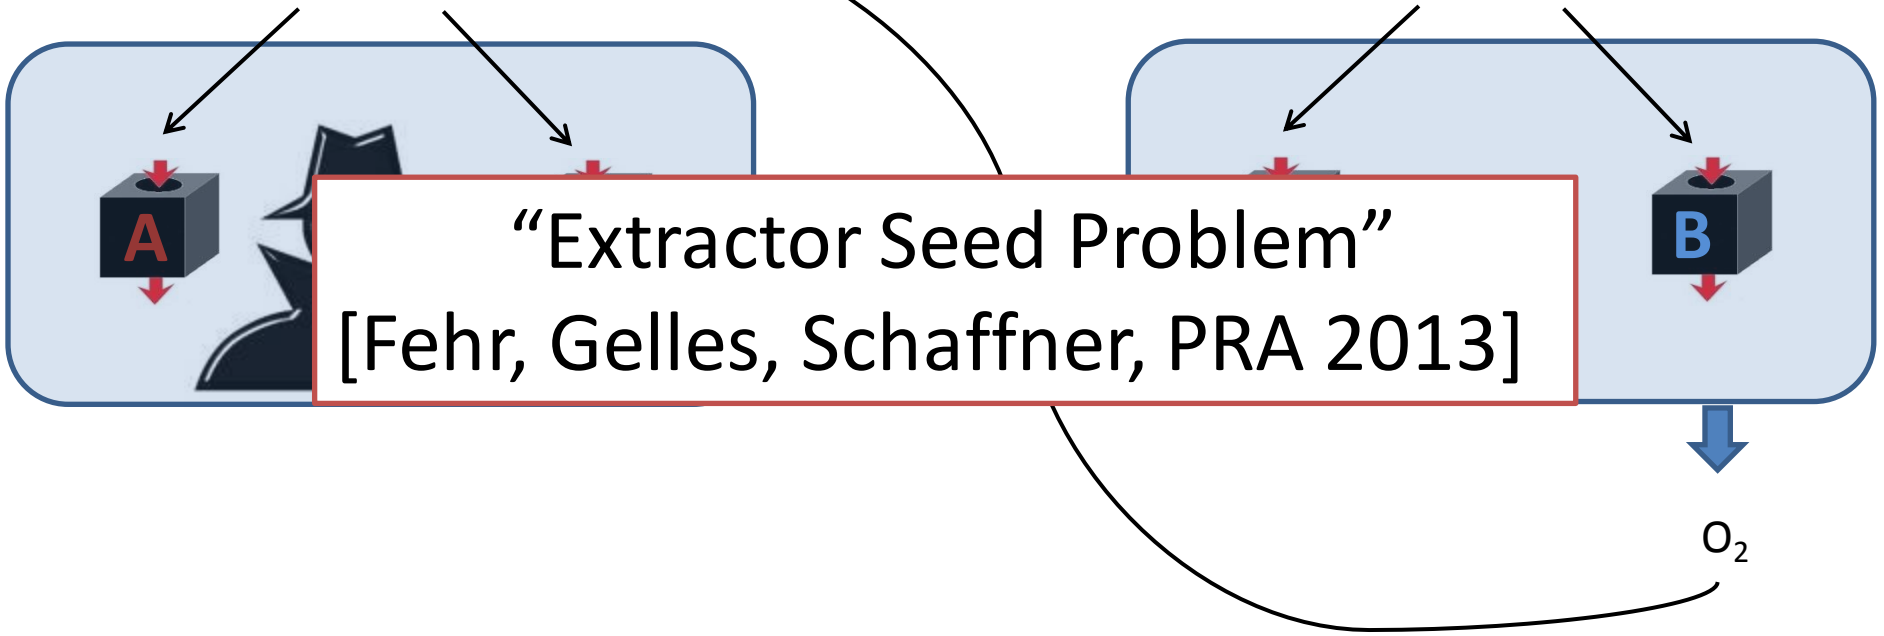 A
B
“Extractor Seed Problem”
[Fehr, Gelles, Schaffner, PRA 2013]
O₂